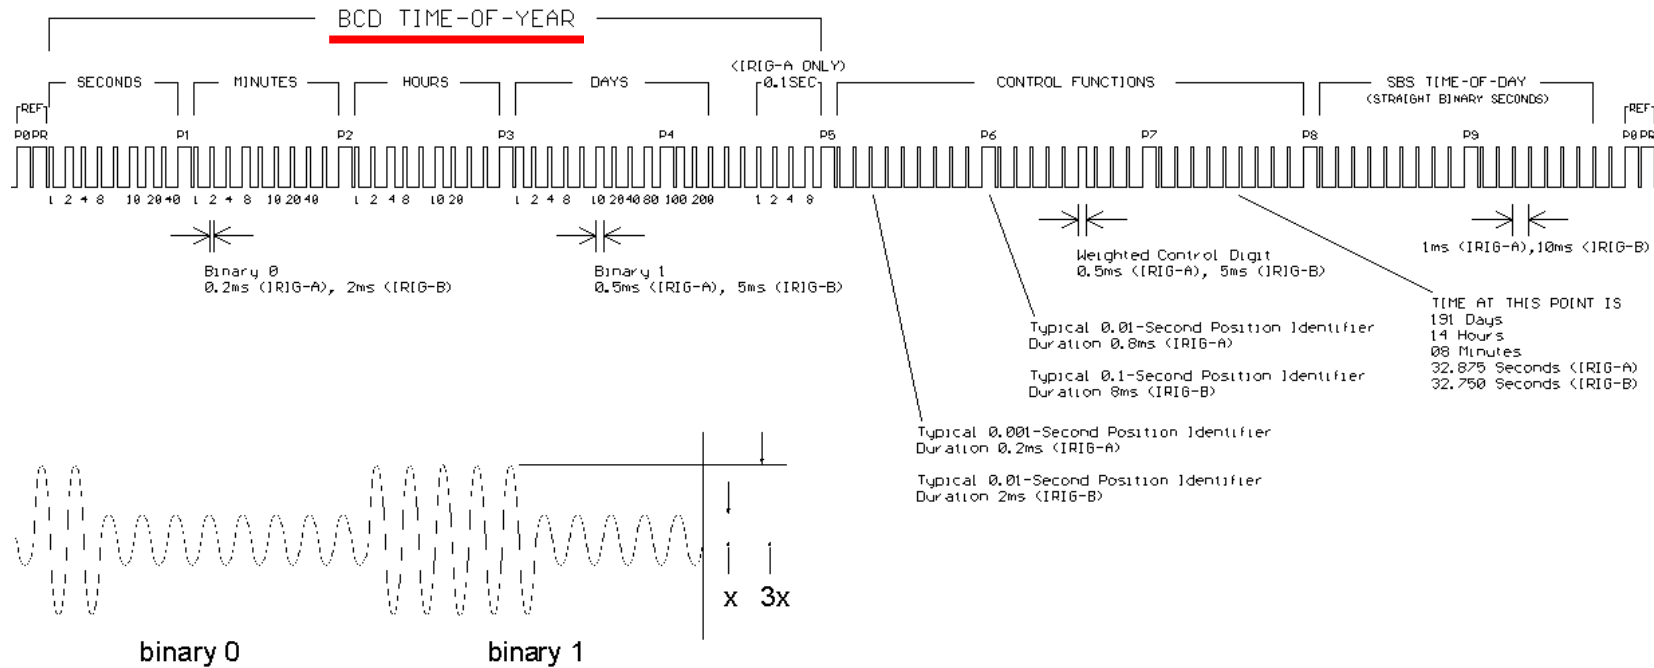 BCD TIME-OF-YEAR
(IRIG-A ONLY)
SECONDS MINUTES HOURS DAYS 0.1SEC CONTROL FUNCTIONS SBS TIME-OF-DAY
(STRAIGHT BINARY SECONDS)
REF REF
P0 PR P1 P2 P3 P4 P5 P6 P7 P8 P9 P0 PR
1 2 4 8 10 20 40 1 2 4 8 10 20 40 1 2 4 8 10 20 1 2 4 8 10 20 40 80 100 200 1 2 4 8
Binary 0
0.2ms (IRIG-A), 2ms (IRIG-B)
Binary 1
0.5ms (IRIG-A), 5ms (IRIG-B)
Weighted Control Digit
0.5ms (IRIG-A), 5ms (IRIG-B)
1ms (IRIG-A),10ms (IRIG-B)
TIME AT THIS POINT IS
191 Days
14 Hours
08 Minutes
32.875 Seconds (IRIG-A)
32.750 Seconds (IRIG-B)
Typical 0.01-Second Position Identifier
Duration 0.8ms (IRIG-A)
Typical 0.1-Second Position Identifier
Duration 8ms (IRIG-B)
Typical 0.001-Second Position Identifier
Duration 0.2ms (IRIG-A)
Typical 0.01-Second Position Identifier
Duration 2ms (IRIG-B)
x 3x
binary 0 binary 1